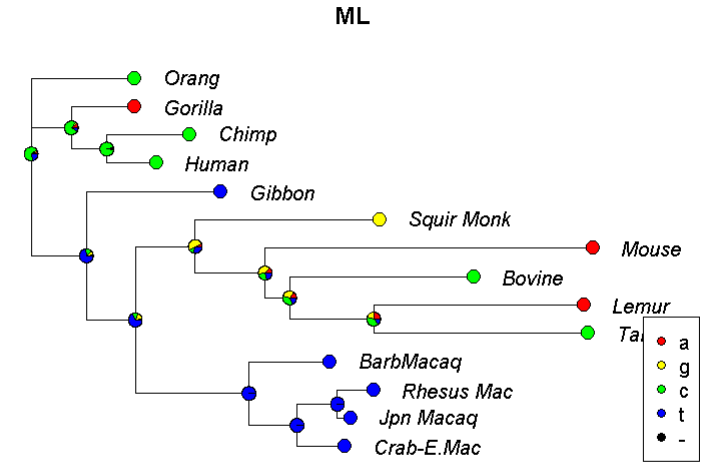 ML
Orang
Gorilla
Chimp
Human
Gibbon
Squir Monk
Mouse
Bovine
Lemur
BarbMacaq
Rhesus Mac
Jpn Macaq
Crab-E.Mac
a
g
c
t
-